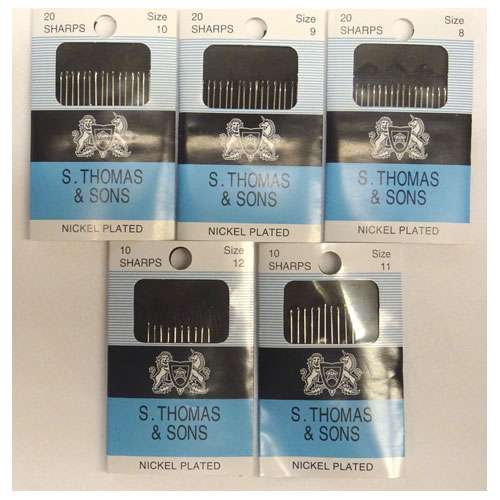 20 Size
SHARPS 10
S. THOMAS
& SONS
NICKEL PLATED
20 Size
SHARPS 9
S. THOMAS
& SONS
NICKEL PLATED
20 Size
SHARPS 8
S. THOMAS
& SONS
NICKEL PLATED
10 Size
SHARPS 12
S. THOMAS
& SONS
NICKEL PLATED
10 Size
SHARPS 11
S. THOMAS
& SONS
NICKEL PLATED